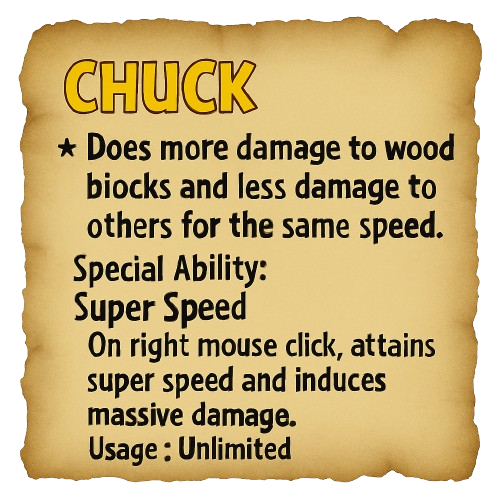 CHUCK
★ Does more damage to wood
biocks and less damage to
others for the same speed.
Special Ability:
Super Speed
On right mouse click, attains
super speed and induces
massive damage.
Usage : Unlimited